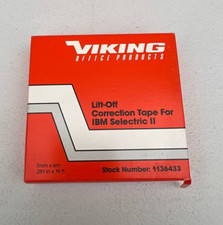 VIKING
OFFICE PRODUCTS
Lift-Off
Correction Tape For
IBM Selectric II
Stock Number: 1136433